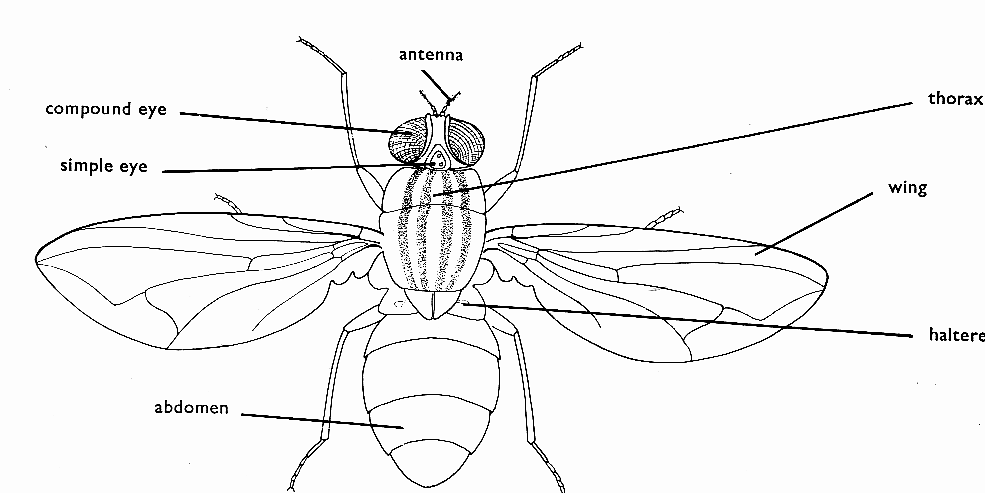 antenna
thorax
compound eye
simple eye
wing
haltere
abdomen